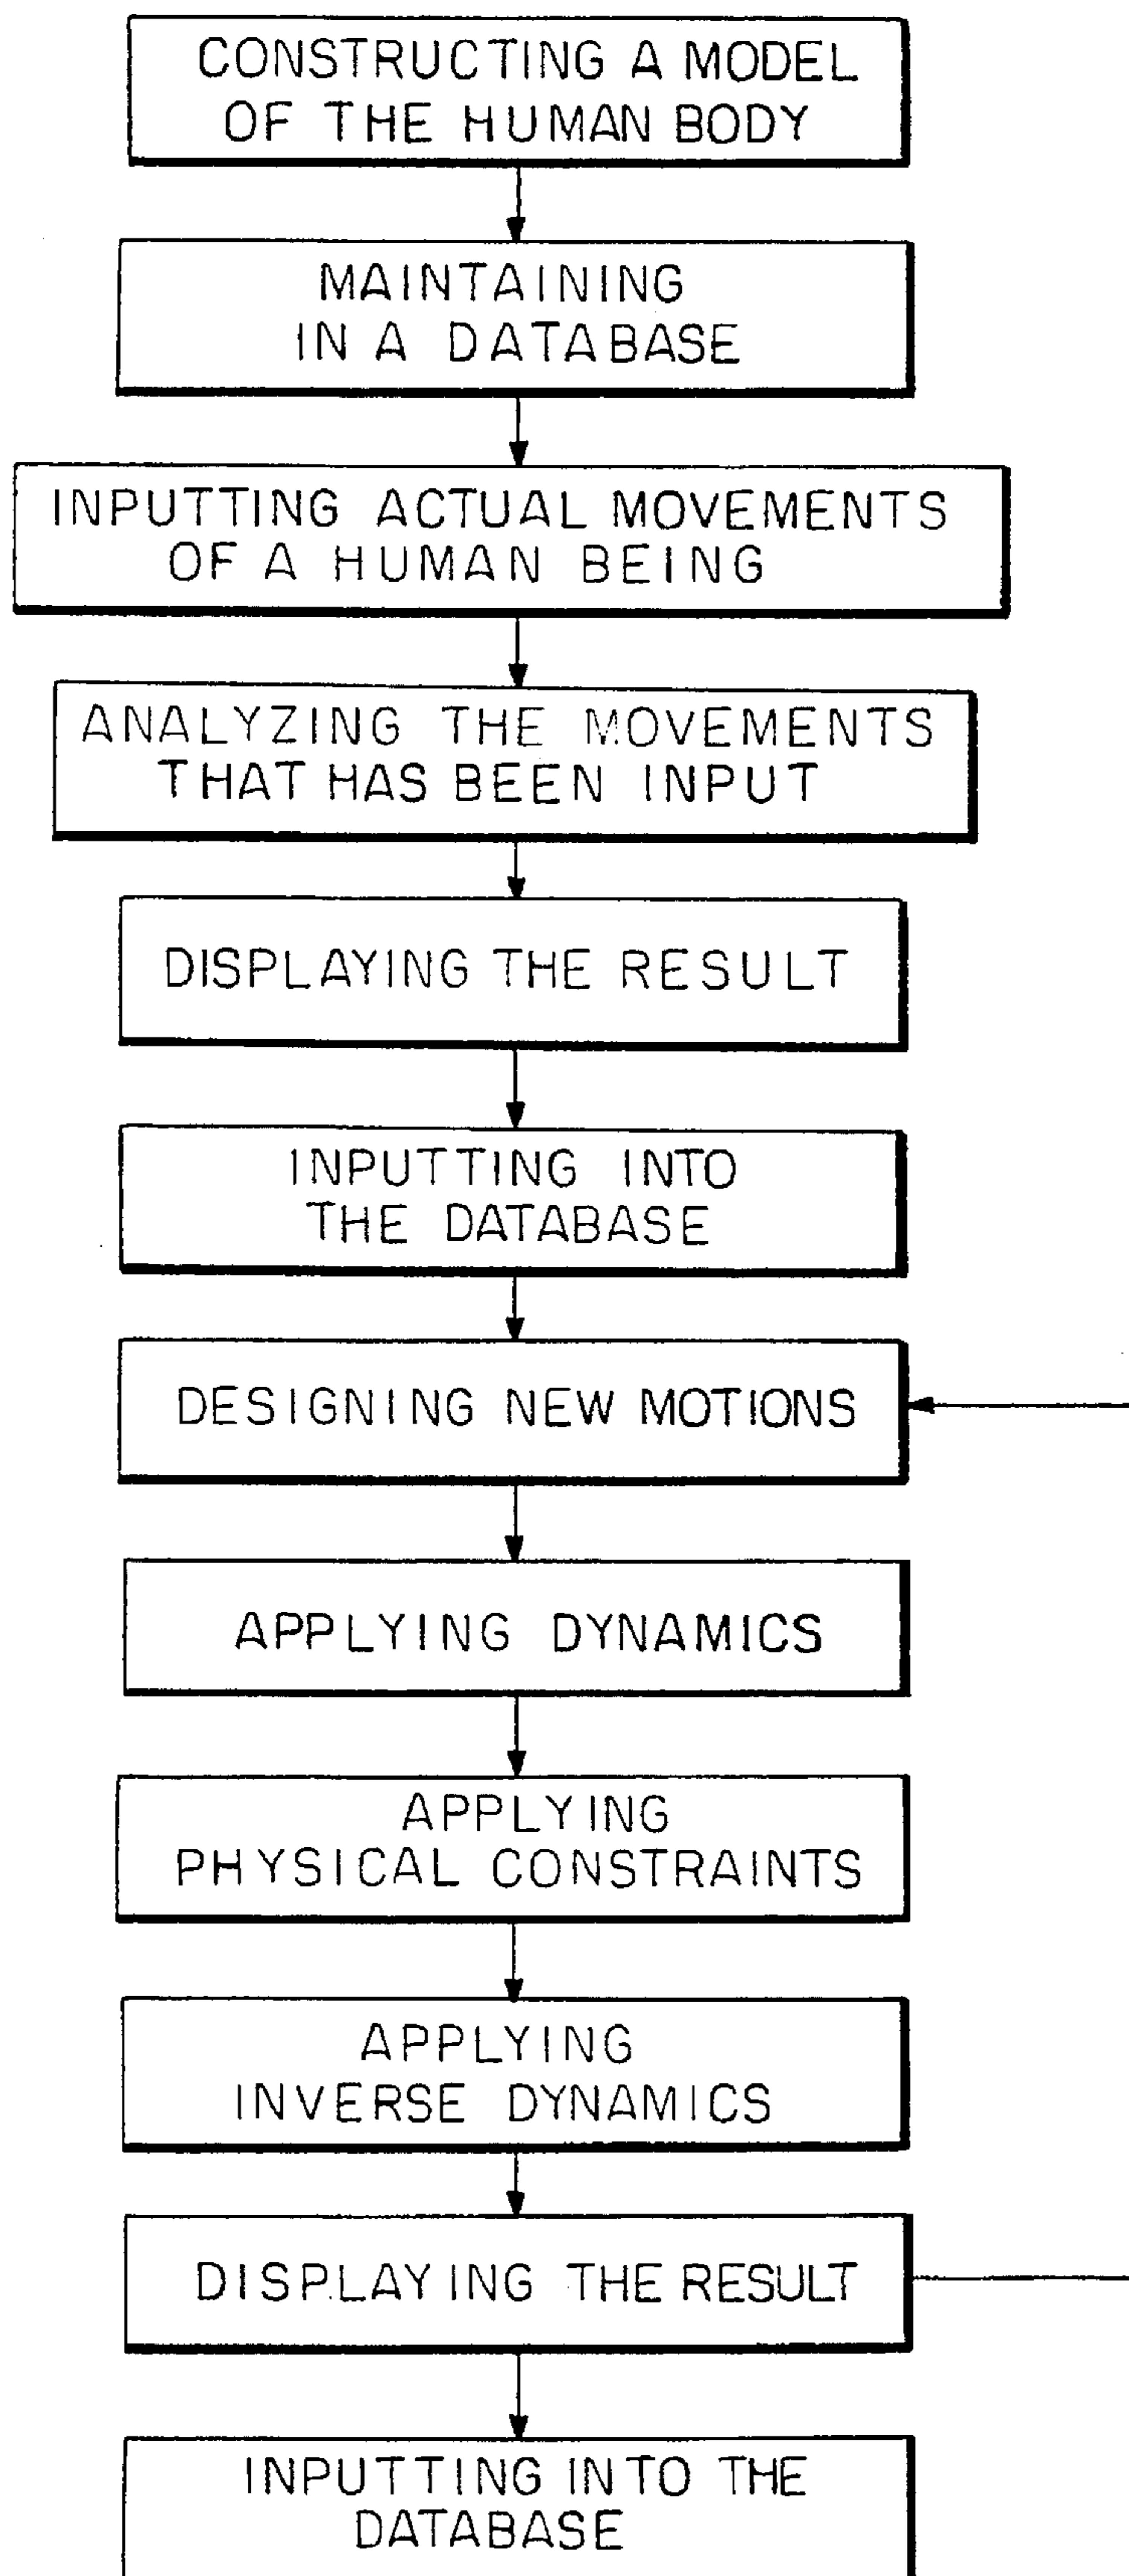 CONSTRUCTING A MODEL
OF THE HUMAN BODY
MAINTAINING
IN A DATABASE
INPUTTING ACTUAL MOVEMENTS
OF A HUMAN BEING
ANALYZING THE MOVEMENTS
THAT HAS BEEN INPUT
DISPLAYING THE RESULT
INPUTTING INTO
THE DATABASE
DESIGNING NEW MOTIONS
APPLYING DYNAMICS
APPLYING
PHYSICAL CONSTRAINTS
APPLYING
INVERSE DYNAMICS
DISPLAYING THE RESULT
INPUTTING INTO THE
DATABASE